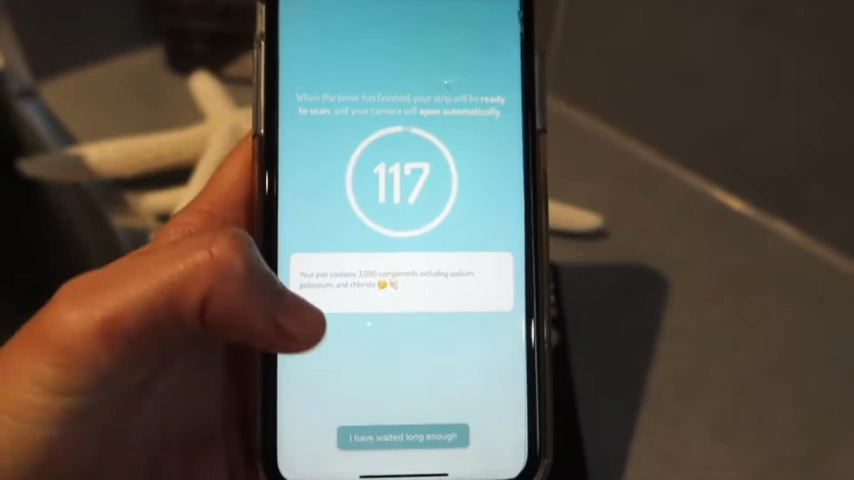 When the timer has finished, your strip will be ready
to scan, and your camera will open automatically.
117
Your pee contains 3,000 components including sodium,
potassium, and chloride
I have waited long enough